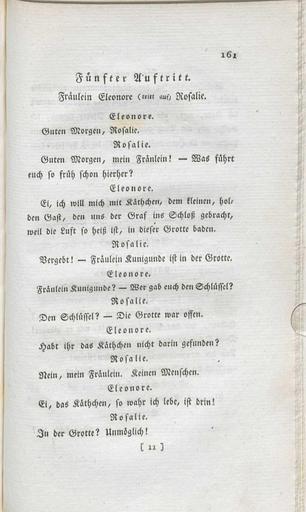 161
Fünfter Auftritt.
Fräulein Eleonore (tritt auf) Rosalie.
Eleonore.
Guten Morgen, Rosalie.
Rosalie.
Guten Morgen, mein Fräulein! — Was führt
euch so früh schon hierher?
Eleonore.
Ei, ich will mich mit Käthchen, dem kleinen, hol-
den Gast, den uns der Graf ins Schloß gebracht,
weil die Luft so heiß ist, in dieser Grotte baden.
Rosalie.
Vergebt! — Fräulein Kunigunde ist in der Grotte.
Eleonore.
Fräulein Kunigunde? — Wer gab euch den Schlüssel?
Rosalie.
Den Schlüssel? — Die Grotte war offen.
Eleonore.
Habt ihr das Käthchen nicht darin gefunden?
Rosalie.
Nein, mein Fräulein. Keinen Menschen.
Eleonore.
Ei, das Käthchen, so wahr ich lebe, ist drin!
Rosalie.
In der Grotte? Unmöglich!
[ 11 ]